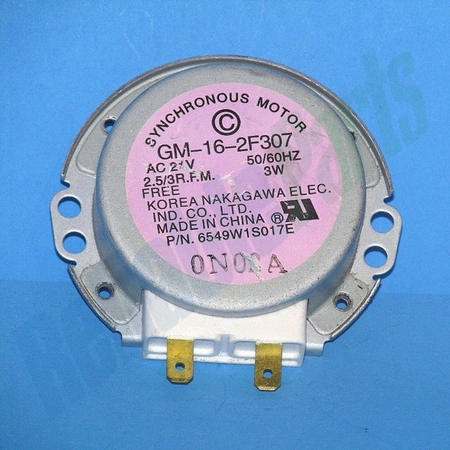 SYNCHRONOUS MOTOR
©
GM-16-2F307
AC 21V 50/60HZ
2.5/3R.P.M. 3W
FREE
KOREA NAKAGAWA ELEC.
IND. CO., LTD.
MADE IN CHINA ®
P/N. 6549W1S017E